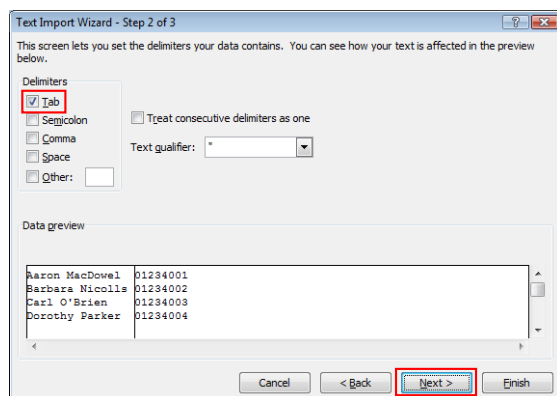 Text Import Wizard - Step 2 of 3
This screen lets you set the delimiters your data contains. You can see how your text is affected in the preview
below.
Delimiters
Tab
Semicolon
Comma
Space
Other:
Treat consecutive delimiters as one
Text qualifier: "
Data preview
Aaron MacDowel 01234001
Barbara Nicolls 01234002
Carl O'Brien 01234003
Dorothy Parker 01234004
Cancel < Back Next > Finish